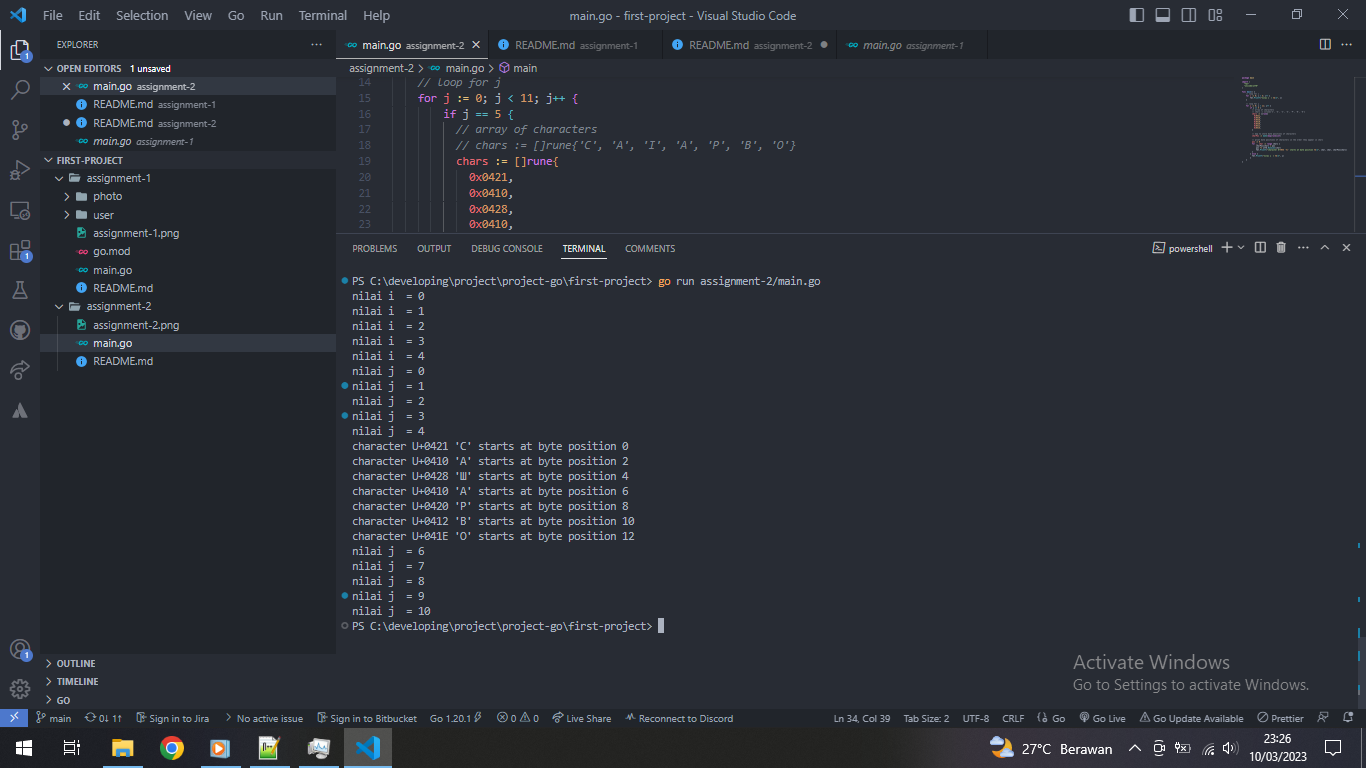 File Edit Selection View Go Run Terminal Help main.go - first-project - Visual Studio Code
EXPLORER
OPEN EDITORS 1 unsaved
main.go assignment-2
README.md assignment-1
README.md assignment-2
main.go assignment-1
FIRST-PROJECT
assignment-1
photo
user
assignment-1.png
go.mod
main.go
README.md
assignment-2
assignment-2.png
main.go
README.md
OUTLINE
TIMELINE
GO
main.go assignment-2 README.md assignment-1 README.md assignment-2 main.go assignment-1
assignment-2 > main.go > main
14 // loop for j
15 for j := 0; j < 11; j++ {
16 if j == 5 {
17 // array of characters
18 // chars := []rune{'C', 'A', 'I', 'A', 'P', 'B', 'O'}
19 chars := []rune{
20 0x0421,
21 0x0410,
22 0x0428,
23 0x0410,
PROBLEMS OUTPUT DEBUG CONSOLE TERMINAL COMMENTS powershell
PS C:\developing\project\project-go\first-project> go run assignment-2/main.go
nilai i  = 0
nilai i  = 1
nilai i  = 2
nilai i  = 3
nilai i  = 4
nilai j  = 0
nilai j  = 1
nilai j  = 2
nilai j  = 3
nilai j  = 4
character U+0421 'С' starts at byte position 0
character U+0410 'А' starts at byte position 2
character U+0428 'Ш' starts at byte position 4
character U+0410 'А' starts at byte position 6
character U+0420 'Р' starts at byte position 8
character U+0412 'В' starts at byte position 10
character U+041E 'О' starts at byte position 12
nilai j  = 6
nilai j  = 7
nilai j  = 8
nilai j  = 9
nilai j  = 10
PS C:\developing\project\project-go\first-project>
Activate Windows
Go to Settings to activate Windows.
main 0↓ 1↑ Sign in to Jira No active issue Sign in to Bitbucket Go 1.20.1 0 0 Live Share Reconnect to Discord Ln 34, Col 39 Tab Size: 2 UTF-8 CRLF Go Go Live Go Update Available Prettier
27°C Berawan 23:26
10/03/2023